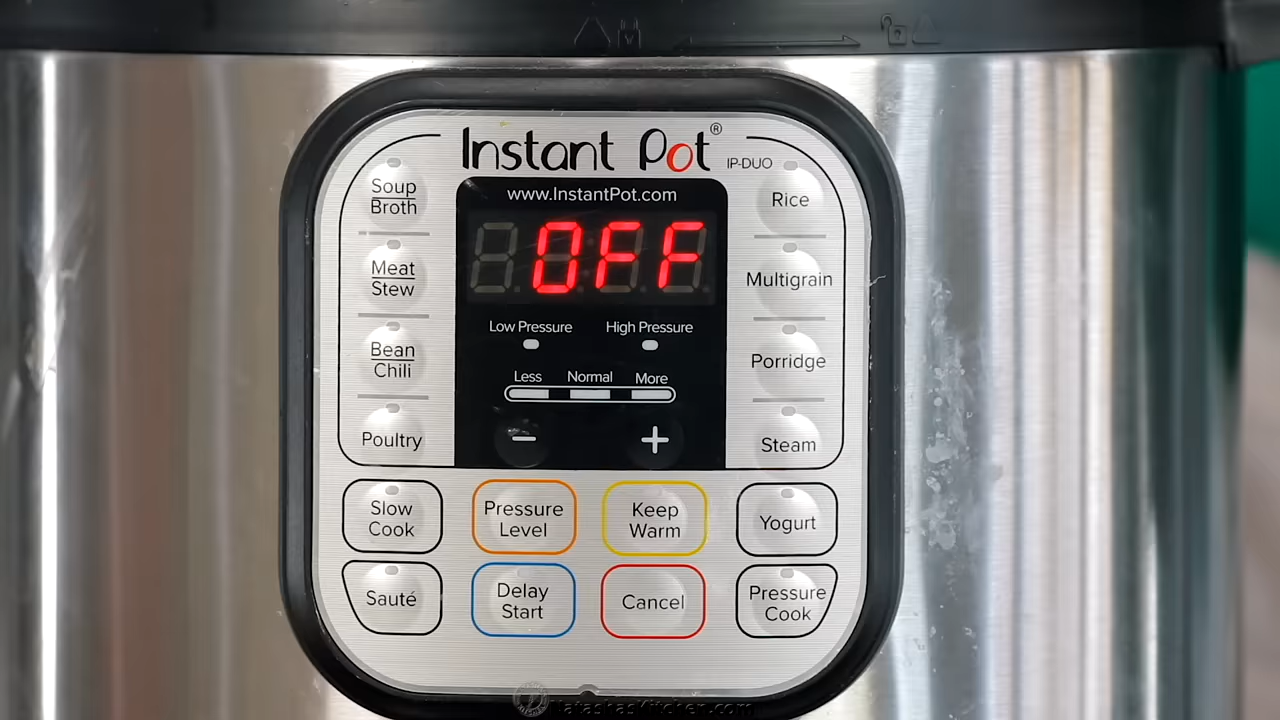 Instant Pot®
IP-DUO
www.InstantPot.com
OFF
Soup
Broth
Meat
Stew
Bean
Chili
Poultry
Low Pressure
High Pressure
Less
Normal
More
−
+
Rice
Multigrain
Porridge
Steam
Slow
Cook
Pressure
Level
Keep
Warm
Yogurt
Sauté
Delay
Start
Cancel
Pressure
Cook
NatashasKitchen.com